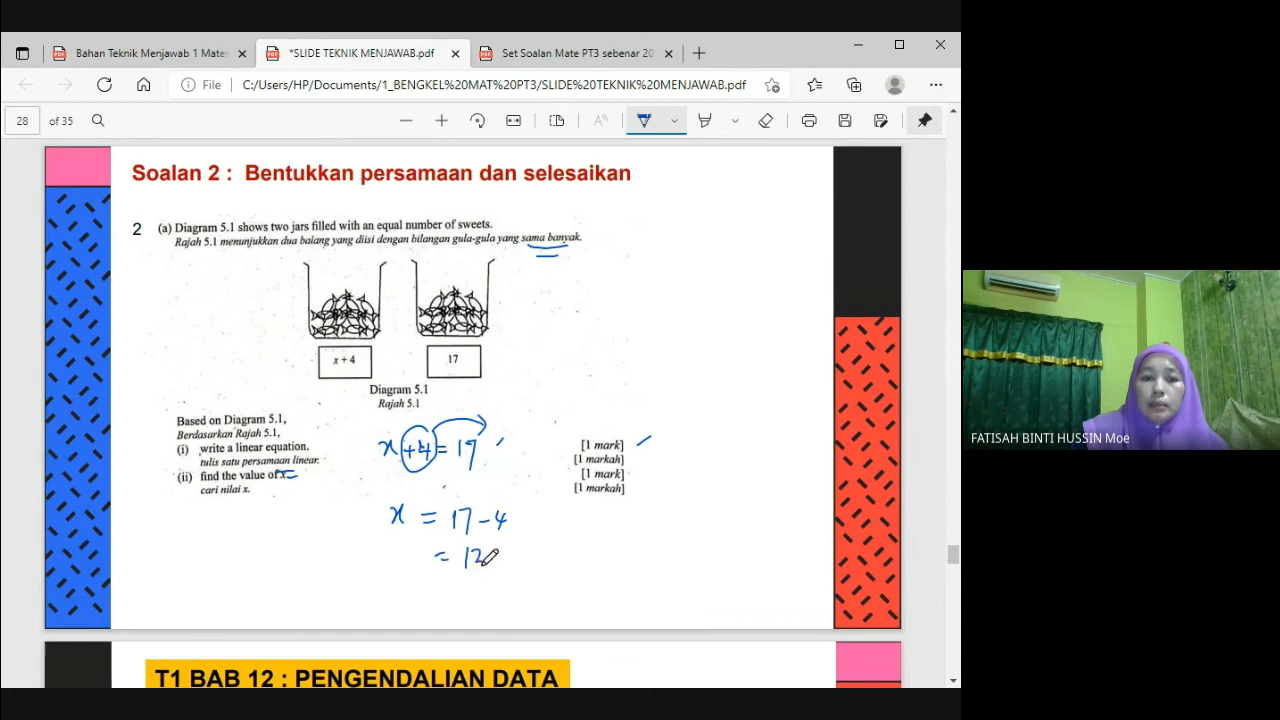 Bahan Teknik Menjawab 1 Mate
*SLIDE TEKNIK MENJAWAB.pdf
Set Soalan Mate PT3 sebenar 20
File
C:/Users/HP/Documents/1_BENGKEL%20MAT%20PT3/SLIDE%20TEKNIK%20MENJAWAB.pdf
28 of 35
Soalan 2 : Bentukkan persamaan dan selesaikan
2 (a) Diagram 5.1 shows two jars filled with an equal number of sweets.
Rajah 5.1 menunjukkan dua balang yang diisi dengan bilangan gula-gula yang sama banyak.
x + 4 17
Diagram 5.1
Rajah 5.1
Based on Diagram 5.1,
Berdasarkan Rajah 5.1,
(i) write a linear equation. [1 mark]
tulis satu persamaan linear. [1 markah]
(ii) find the value of x. [1 mark]
cari nilai x. [1 markah]
x +4 = 17
x = 17 - 4
T1 BAB 12 : PENGENDALIAN DATA
FATISAH BINTI HUSSIN Moe